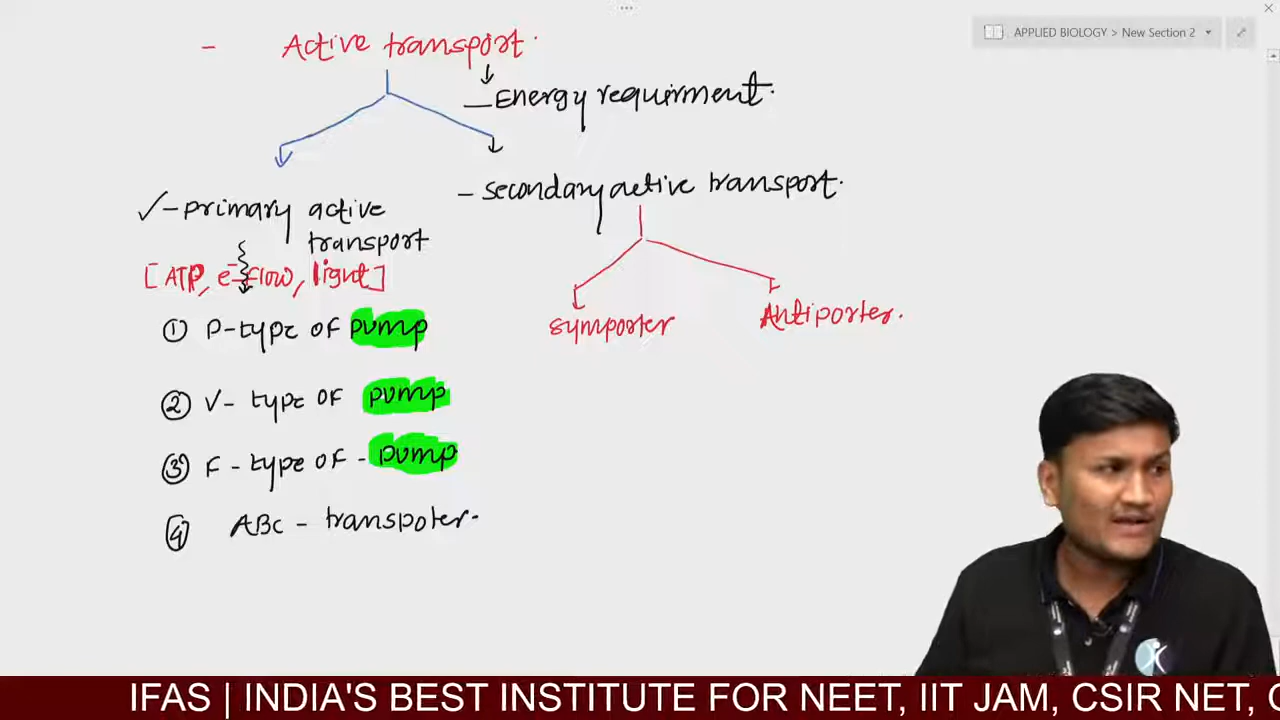 APPLIED BIOLOGY > New Section 2
- Active transport.
- Energy requirment.
- primary active
transport
- secondary active transport.
[ATP, e- flow, light]
symporter
Antiporter.
① P-type of pump
② V- type of pump
③ F - type of - pump
④ ABC - transpoter.
IFAS | INDIA'S BEST INSTITUTE FOR NEET, IIT JAM, CSIR NET,